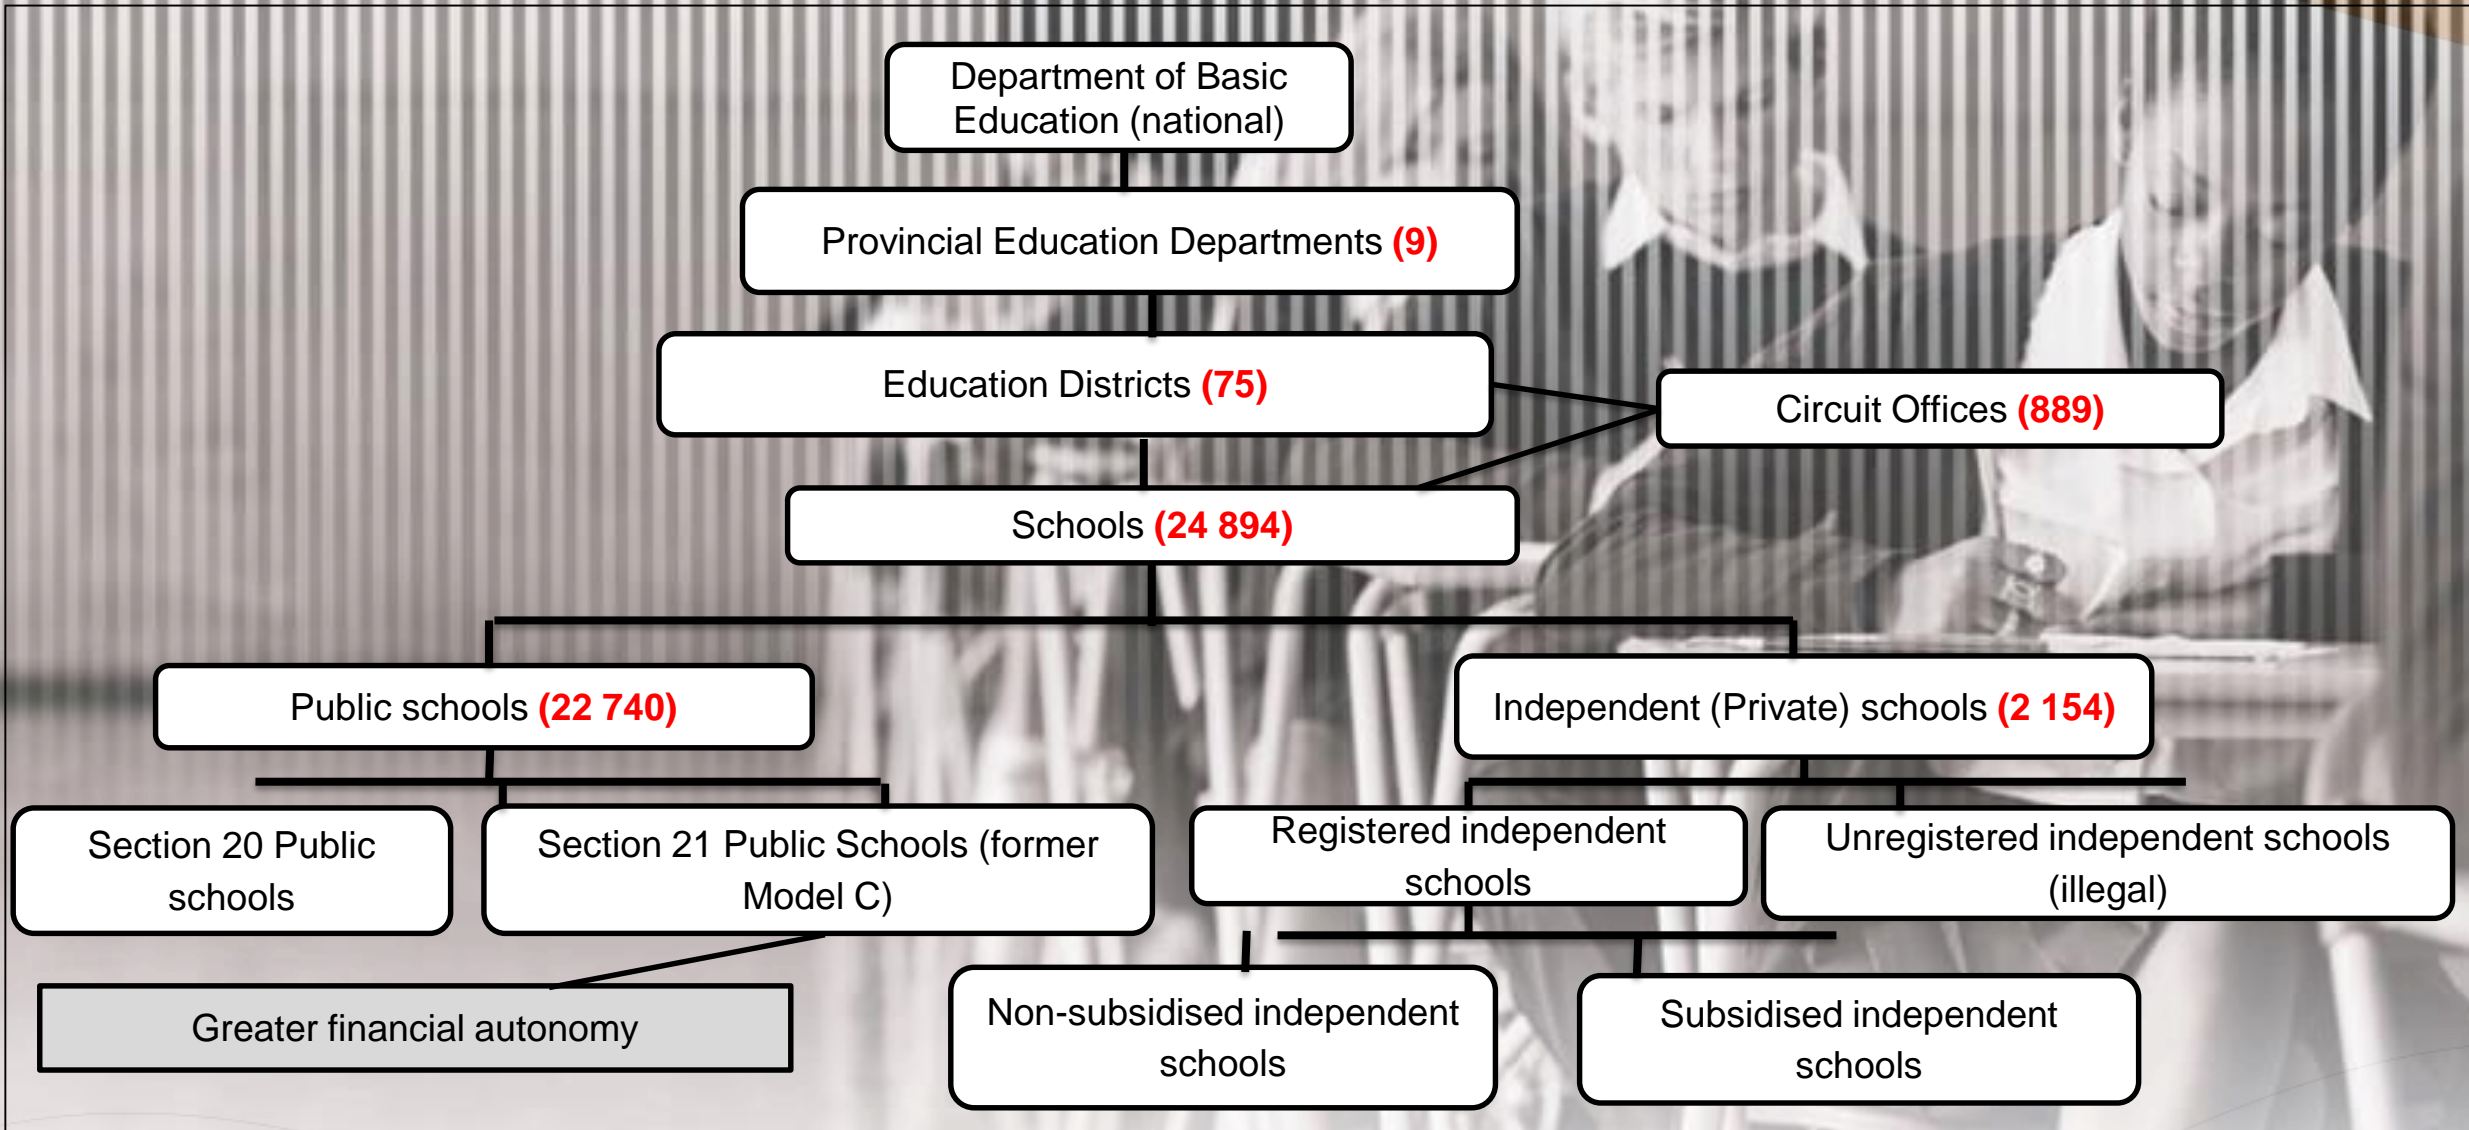 Department of Basic
Education (national)
Provincial Education Departments (9)
Education Districts (75)
Circuit Offices (889)
Schools (24 894)
Public schools (22 740)
Independent (Private) schools (2 154)
Section 20 Public
schools
Section 21 Public Schools (former
Model C)
Registered independent
schools
Unregistered independent schools
(illegal)
Greater financial autonomy
Non-subsidised independent
schools
Subsidised independent
schools